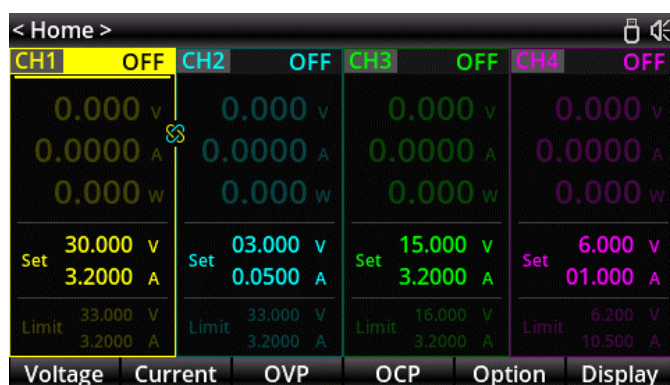 < Home >
CH1 OFF CH2 OFF CH3 OFF CH4 OFF
0.000 V 0.000 V 0.000 V 0.000 V
0.0000 A 0.0000 A 0.0000 A 0.0000 A
0.000 W 0.000 W 0.000 W 0.000 W
Set 30.000 V Set 03.000 V Set 15.000 V Set 6.000 V
3.2000 A 0.0500 A 3.2000 A 01.000 A
Limit 33.000 V Limit 33.000 V Limit 16.000 V Limit 6.200 V
3.2000 A 3.2000 A 3.2000 A 10.500 A
Voltage Current OVP OCP Option Display